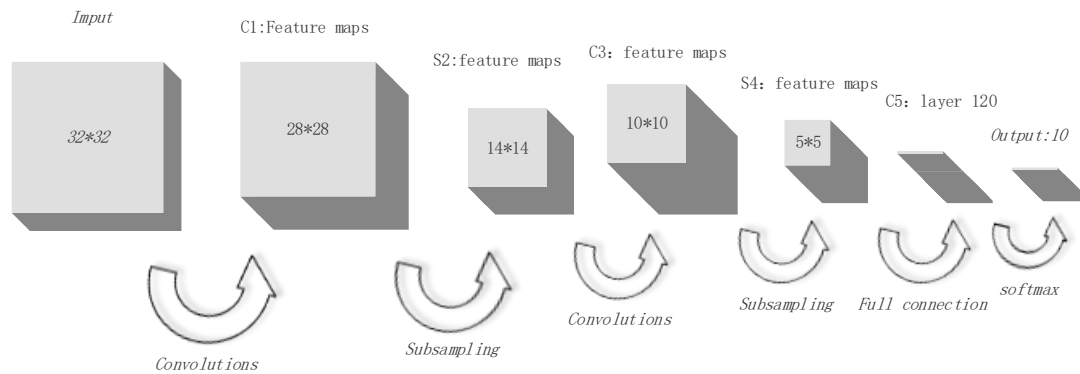 Imput
C1:Feature maps
S2:feature maps
C3: feature maps
S4: feature maps
C5: layer 120
Output:10
32*32
28*28
14*14
10*10
5*5
Convolutions
Subsampling
Convolutions
Subsampling
Full connection
softmax